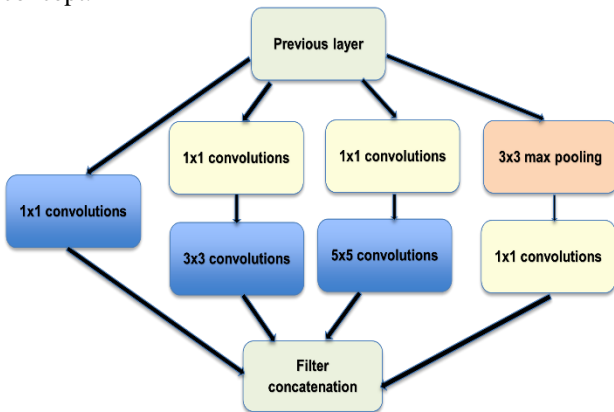 Previous layer
1x1 convolutions
1x1 convolutions
3x3 max pooling
1x1 convolutions
3x3 convolutions
5x5 convolutions
1x1 convolutions
Filter
concatenation